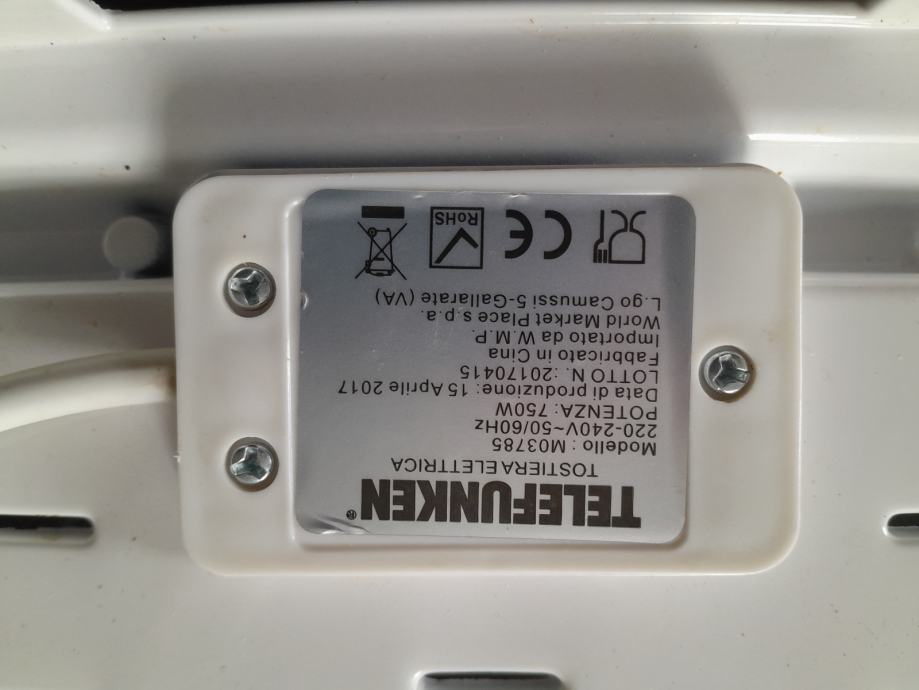 TELEFUNKEN®
TOSTIERA ELETTRICA
Modello : M03785
220-240V~50/60Hz
POTENZA: 750W
Data di produzione: 15 Aprile 2017
LOTTO N. :20170415
Fabbricato in Cina
Importato da W.M.P.
World Market Place s.p.a.
L.go Camussi 5-Gallarate (VA)
CE RoHS